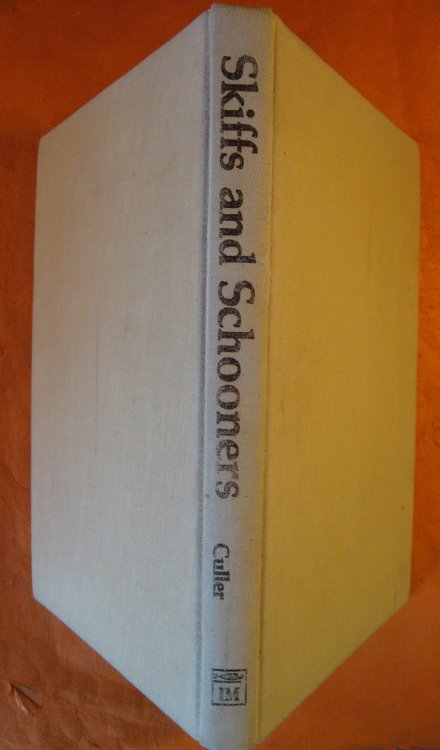 Skiffs and Schooners
Culler
IM